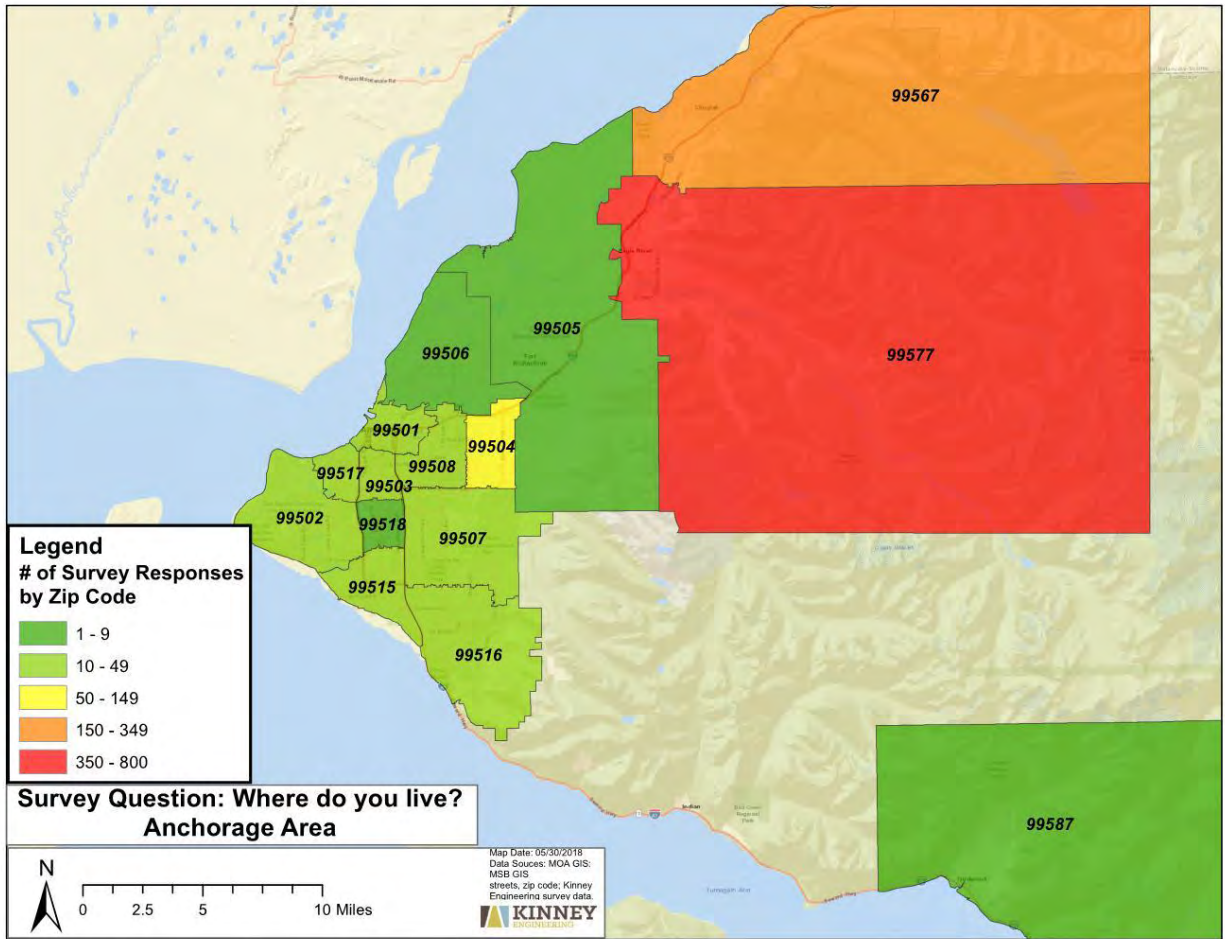 99567
99577
99505
99506
99501
99504
99508
99517
99503
99502
99518
99507
99515
99516
Indian
99587
Legend
# of Survey Responses
by Zip Code
1 - 9
10 - 49
50 - 149
150 - 349
350 - 800
Survey Question: Where do you live?
Anchorage Area
N
0 2.5 5 10 Miles
Map Date: 05/30/2018
Data Souces: MOA GIS:
MSB GIS
streets, zip code; Kinney
Engineering survey data.
KINNEY
ENGINEERING